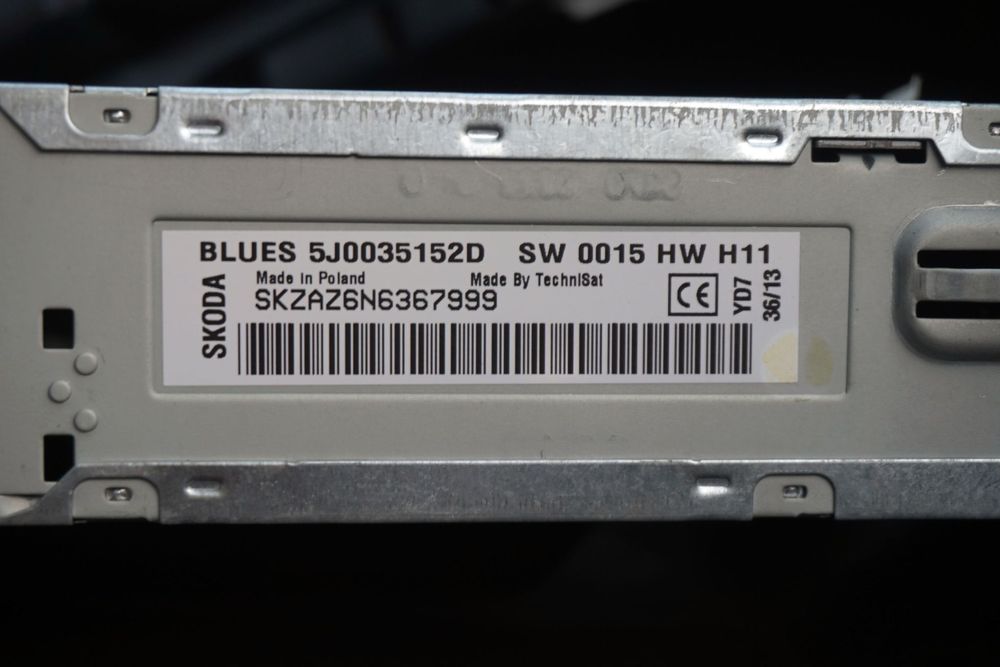 BLUES 5J0035152D SW 0015 HW H11
Made in Poland Made By TechniSat
SKZAZ6N6367999
SKODA
CE
YD7
36/13